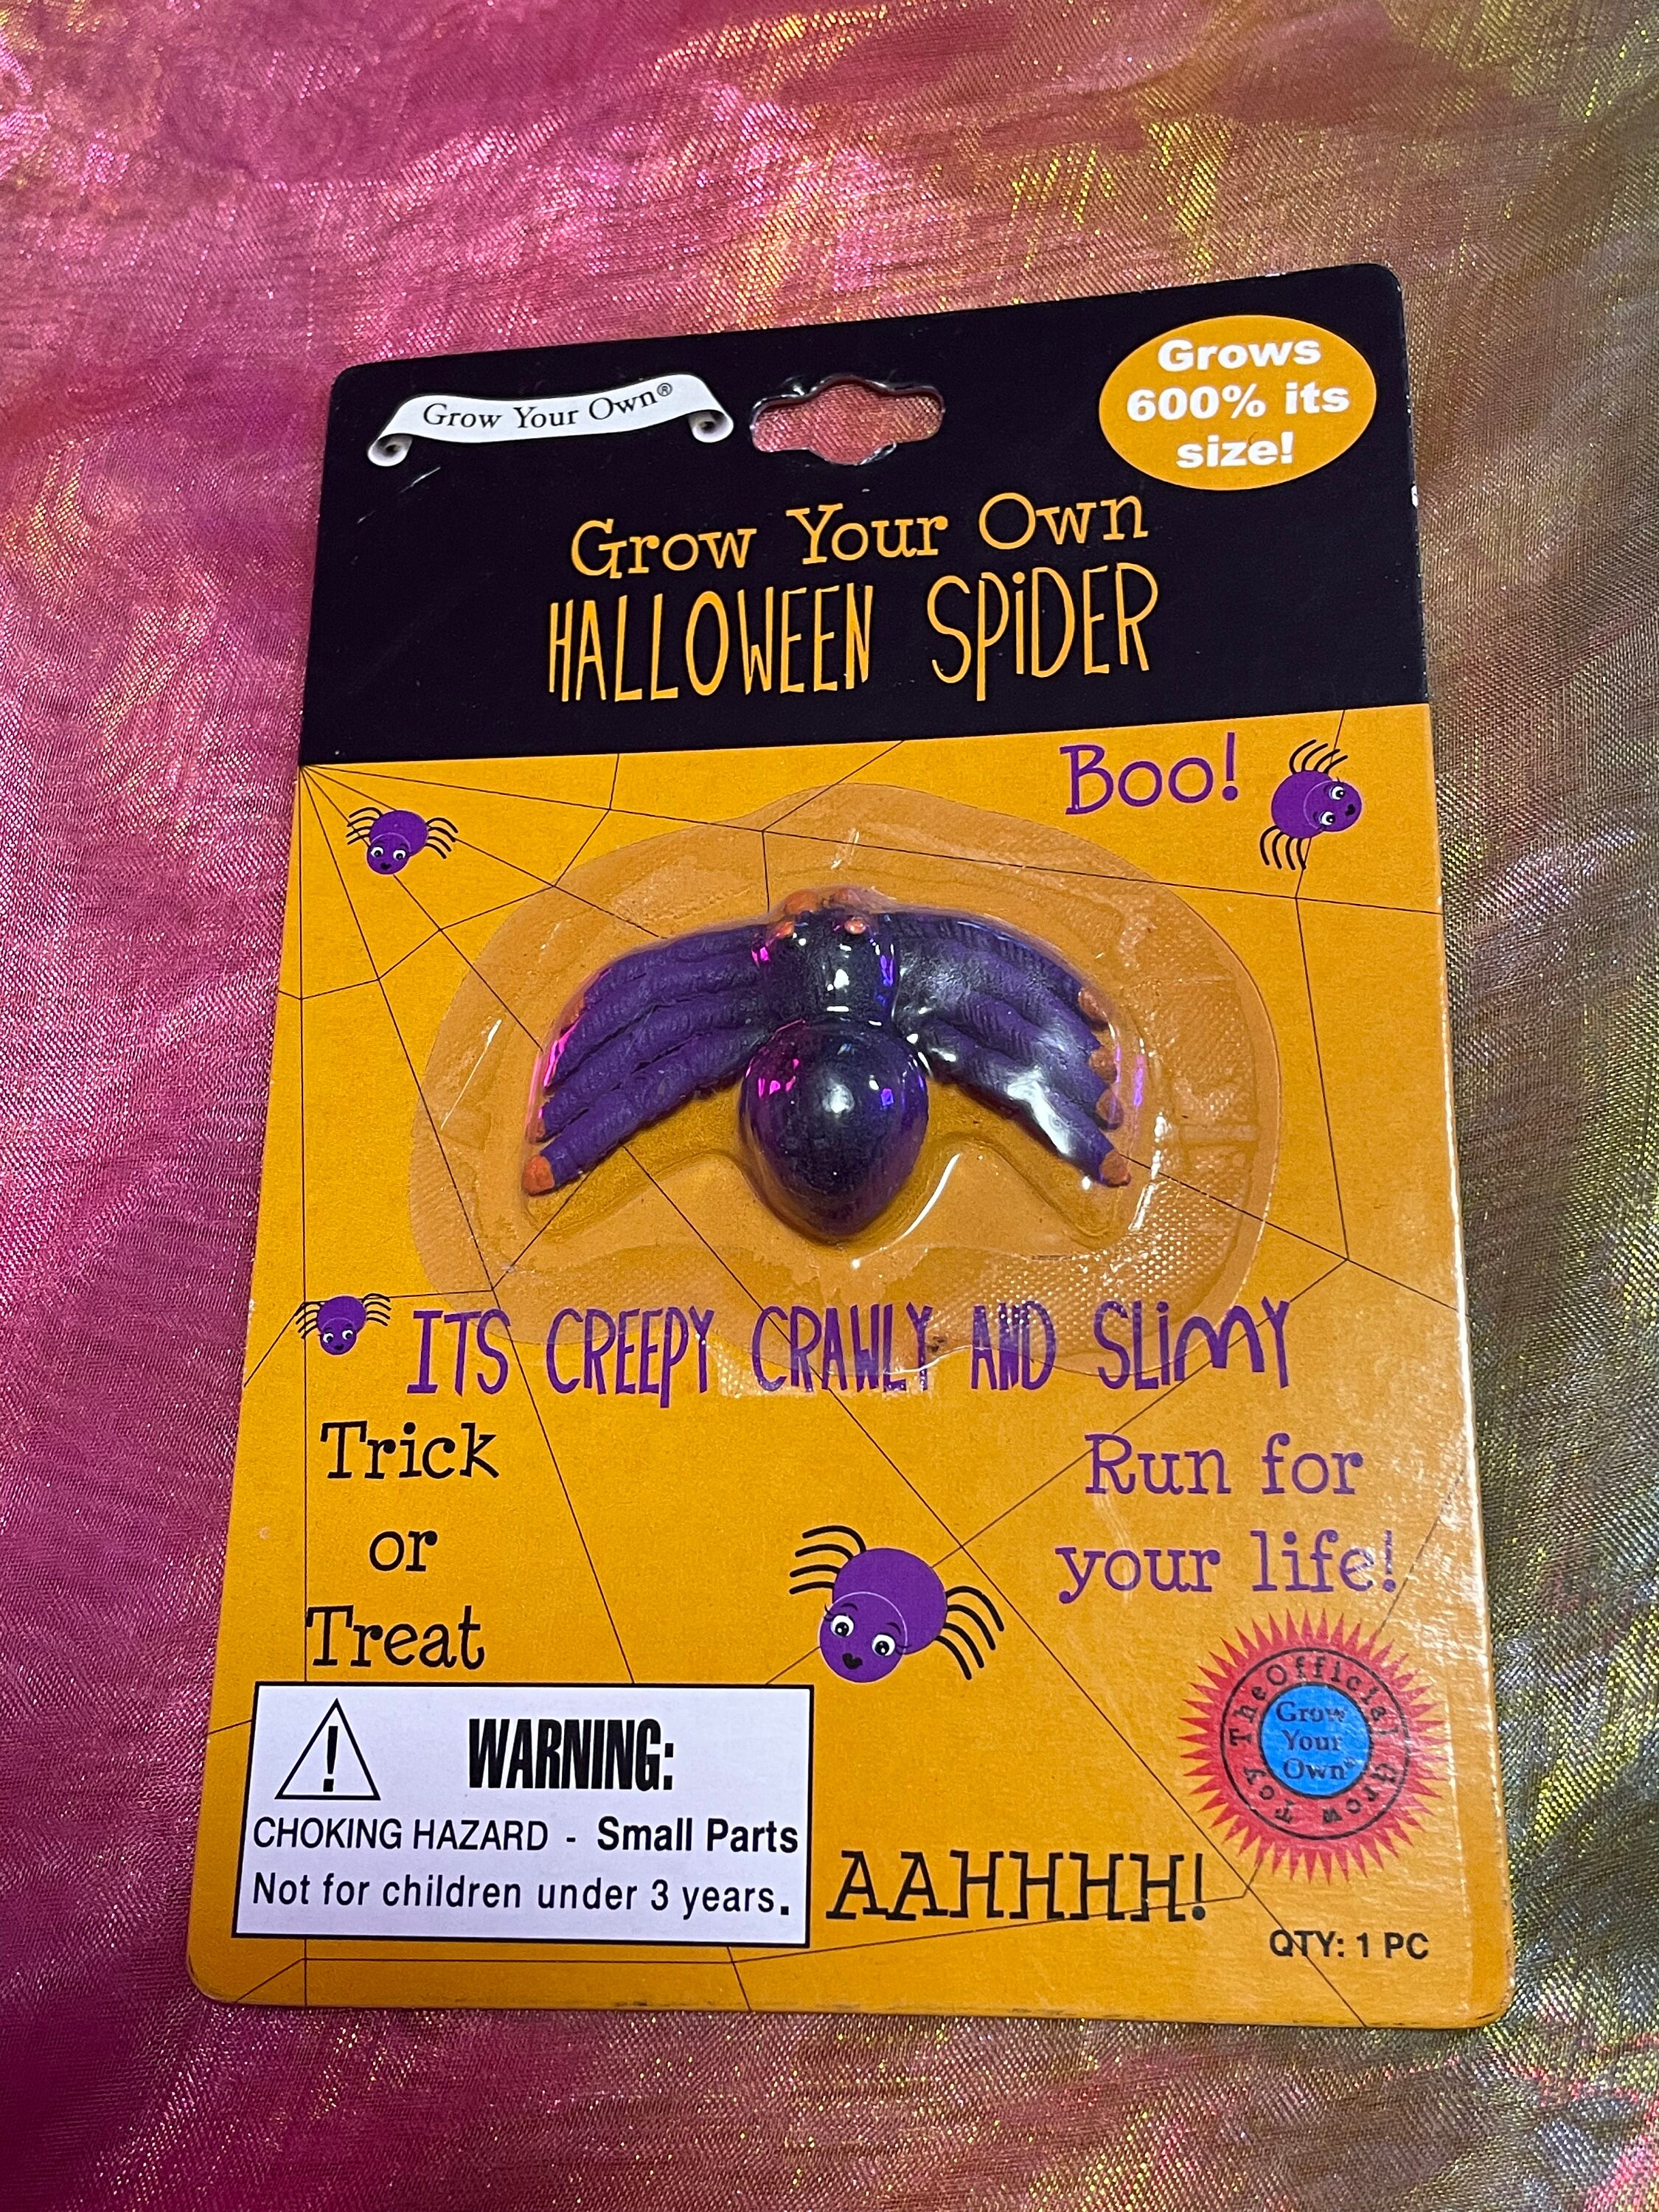 Grow Your Own®
Grows
600% its
size!
Grow Your Own
HALLOWEEN SPiDER
Boo!
ITS CREEPY CRAWLY AND SLiMY
Trick
or
Treat
Run for
your life!
WARNING:
CHOKING HAZARD - Small Parts
Not for children under 3 years.
The Official Grow Toy
Grow
Your
Own®
AAHHHH!
QTY: 1 PC